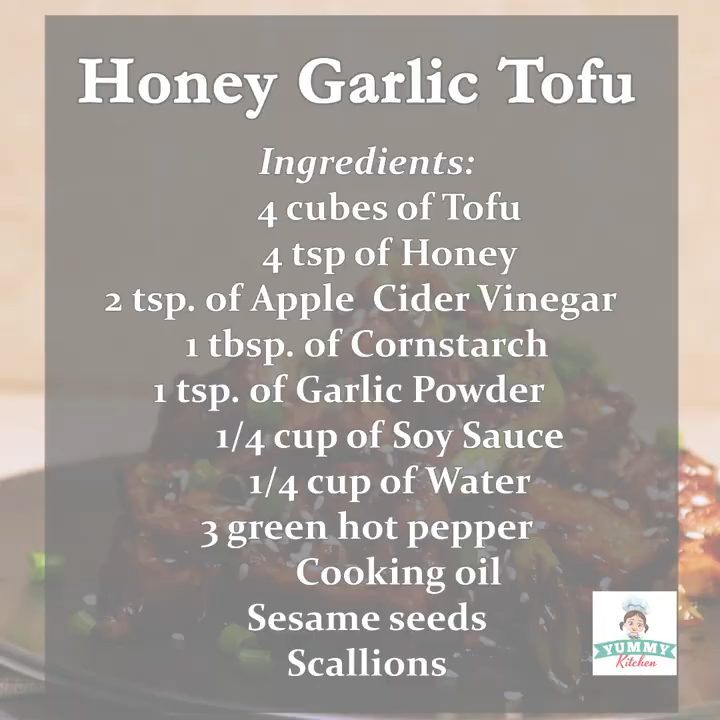 Honey Garlic Tofu
Ingredients:
4 cubes of Tofu
4 tsp of Honey
2 tsp. of Apple Cider Vinegar
1 tbsp. of Cornstarch
1 tsp. of Garlic Powder
1/4 cup of Soy Sauce
1/4 cup of Water
3 green hot pepper
Cooking oil
Sesame seeds
Scallions
YUMMY
Kitchen